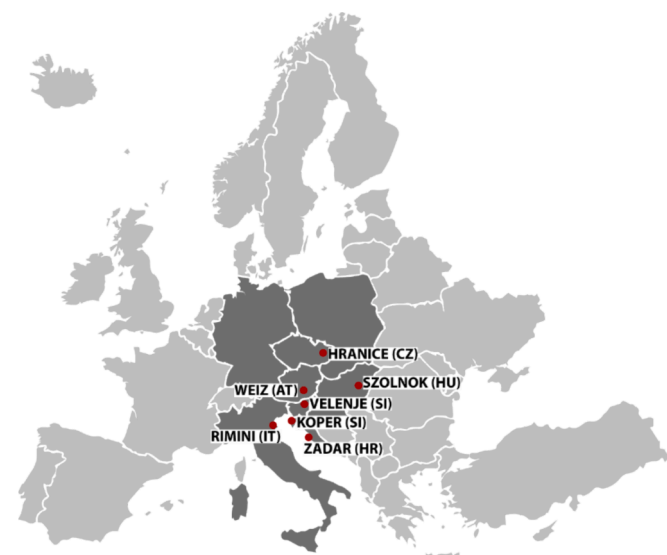 HRANICE (CZ)
SZOLNOK (HU)
WEIZ (AT)
VELENJE (SI)
KOPER (SI)
RIMINI (IT)
ZADAR (HR)